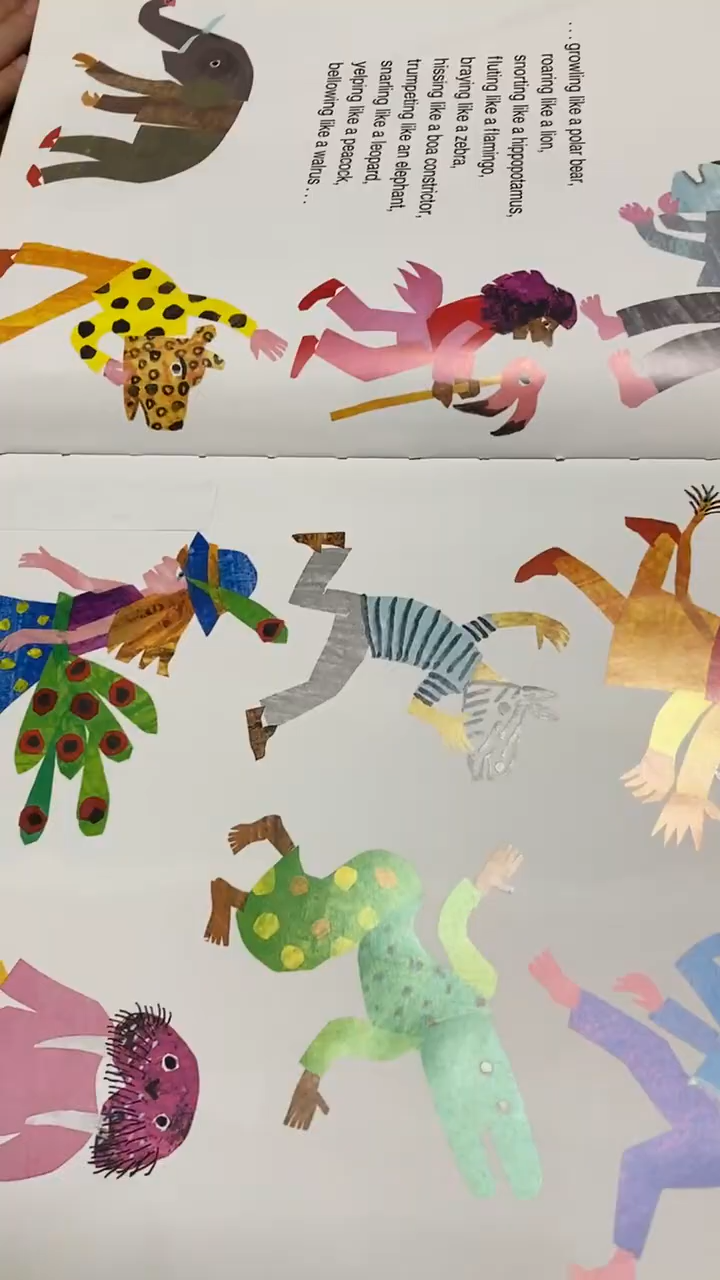 ...growling like a polar bear,
roaring like a lion,
snorting like a hippopotamus,
fluting like a flamingo,
braying like a zebra,
hissing like a boa constrictor,
trumpeting like an elephant,
snarling like a leopard,
yelping like a peacock,
bellowing like a walrus...